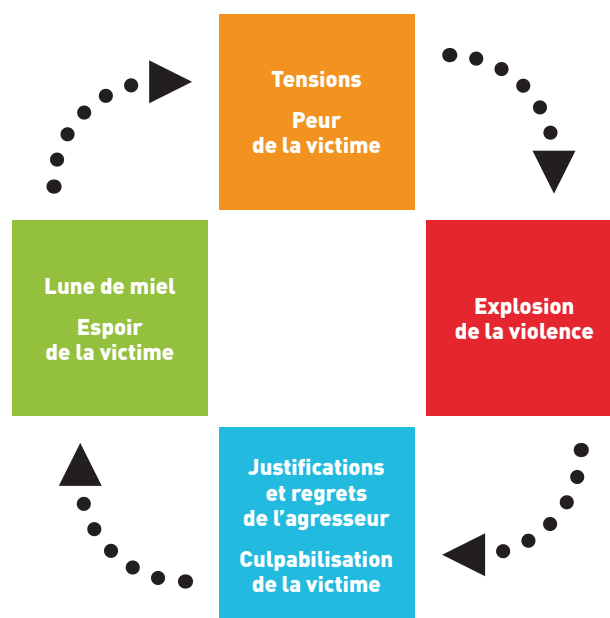 Tensions
Peur
de la victime
Explosion
de la violence
Justifications
et regrets
de l’agresseur
Culpabilisation
de la victime
Lune de miel
Espoir
de la victime